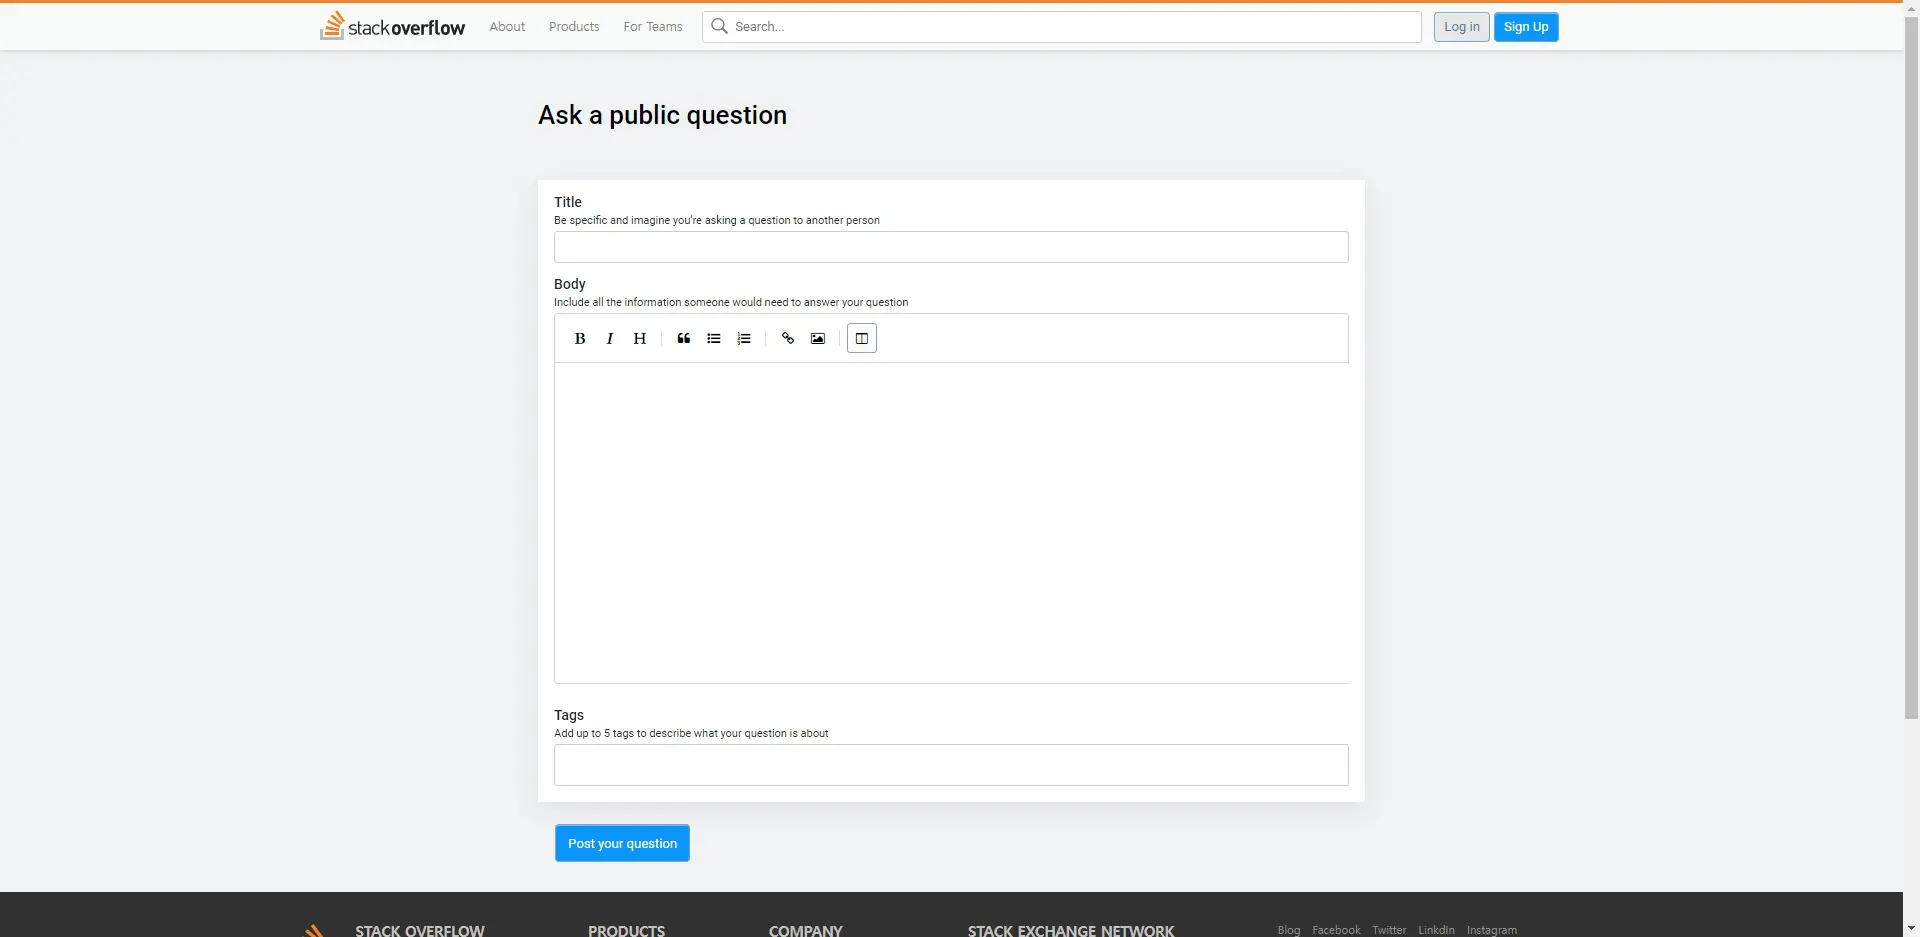 stackoverflow About Products For Teams Search... Log in Sign Up
Ask a public question
Title
Be specific and imagine you’re asking a question to another person
Body
Include all the information someone would need to answer your question
B I H
Tags
Add up to 5 tags to describe what your question is about
Post your question
STACK OVERFLOW PRODUCTS COMPANY STACK EXCHANGE NETWORK Blog Facebook Twitter LinkdIn Instagram